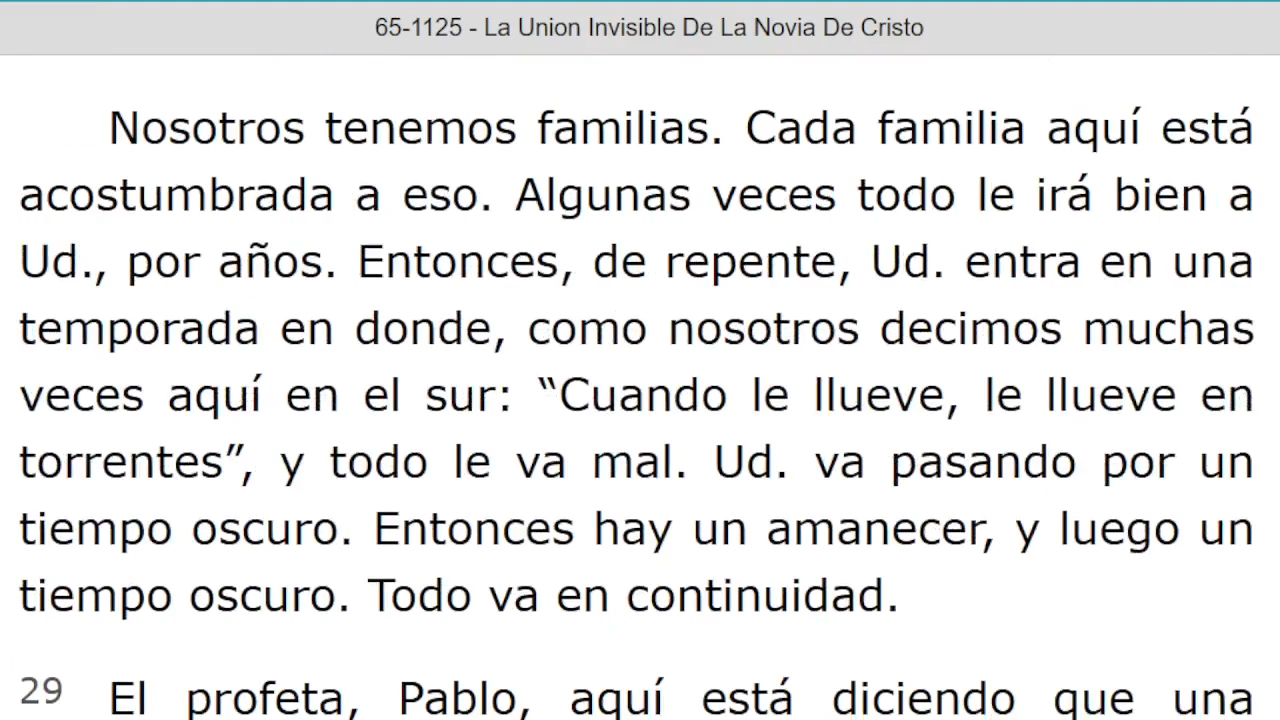 65-1125 - La Union Invisible De La Novia De Cristo
Nosotros tenemos familias. Cada familia aquí está
acostumbrada a eso. Algunas veces todo le irá bien a
Ud., por años. Entonces, de repente, Ud. entra en una
temporada en donde, como nosotros decimos muchas
veces aquí en el sur: “Cuando le llueve, le llueve en
torrentes”, y todo le va mal. Ud. va pasando por un
tiempo oscuro. Entonces hay un amanecer, y luego un
tiempo oscuro. Todo va en continuidad.
29 El profeta, Pablo, aquí está diciendo que una